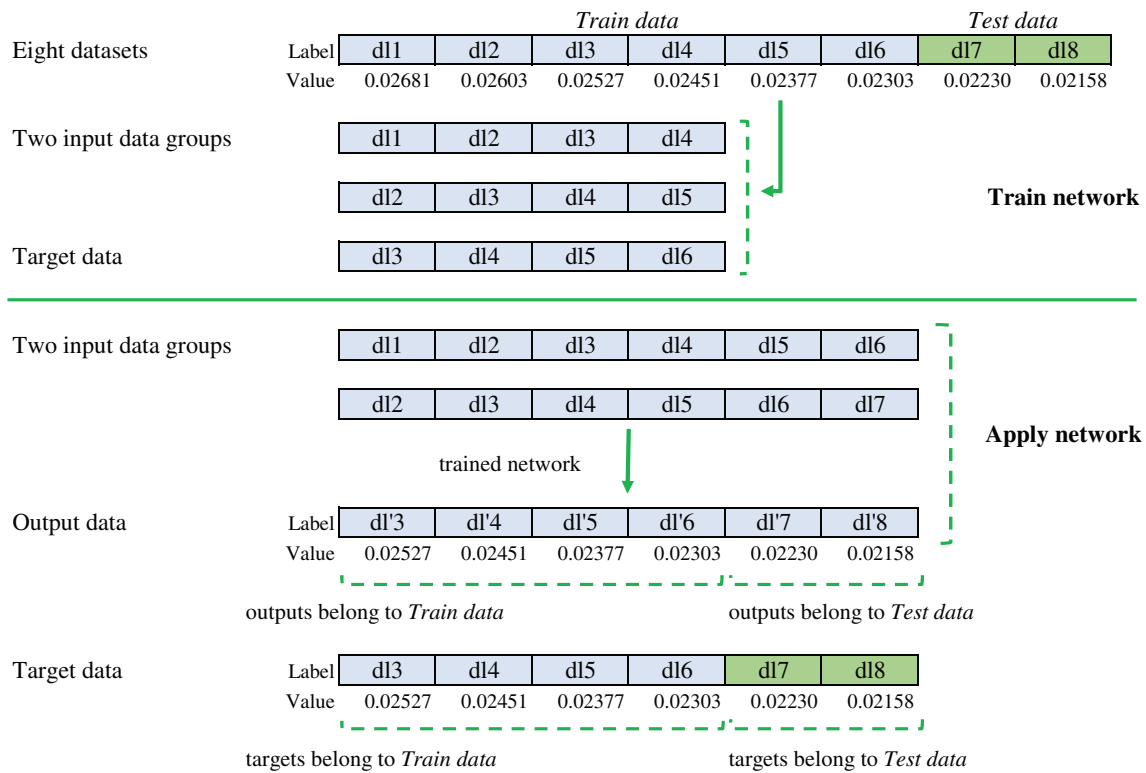 Train data Test data
Eight datasets Label dl1 dl2 dl3 dl4 dl5 dl6 dl7 dl8
Value 0.02681 0.02603 0.02527 0.02451 0.02377 0.02303 0.02230 0.02158
Two input data groups dl1 dl2 dl3 dl4
dl2 dl3 dl4 dl5 Train network
Target data dl3 dl4 dl5 dl6
Two input data groups dl1 dl2 dl3 dl4 dl5 dl6
dl2 dl3 dl4 dl5 dl6 dl7
Apply network
trained network
Output data Label dl'3 dl'4 dl'5 dl'6 dl'7 dl'8
Value 0.02527 0.02451 0.02377 0.02303 0.02230 0.02158
outputs belong to Train data outputs belong to Test data
Target data Label dl3 dl4 dl5 dl6 dl7 dl8
Value 0.02527 0.02451 0.02377 0.02303 0.02230 0.02158
targets belong to Train data targets belong to Test data